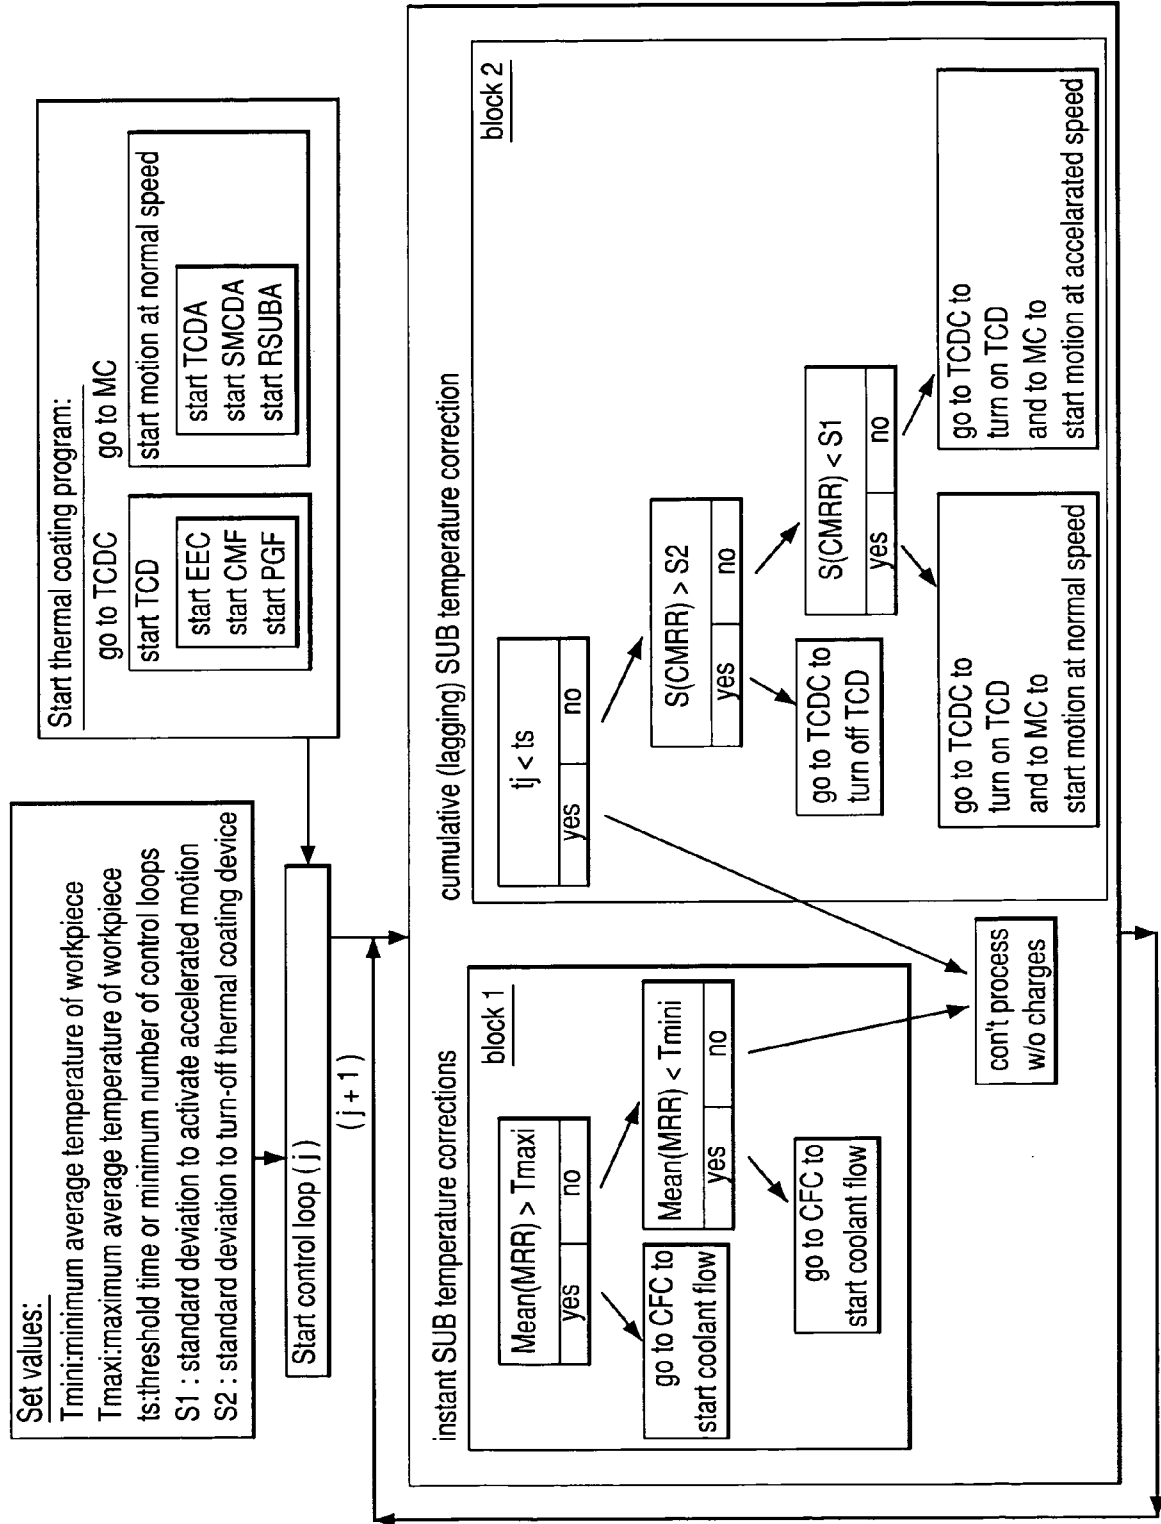 Set values:
Tmini:minimum average temperature of workpiece
Tmaxi:maximum average temperature of workpiece
ts:threshold time or minimum number of control loops
S1 : standard deviation to activate accelerated motion
S2 : standard deviation to turn-off thermal coating device
Start thermal coating program:
go to TCDC
start TCD
start EEC
start CMF
start PGF
go to MC
start motion at normal speed
start TCDA
start SMCDA
start RSUBA
Start control loop ( j )
( j + 1 )
instant SUB temperature corrections
block 1
Mean(MRR) > Tmaxi
yes no
go to CFC to
start coolant flow
Mean(MRR) < Tmini
yes no
go to CFC to
start coolant flow
con't process
w/o charges
cumulative (lagging) SUB temperature correction
block 2
tj < ts
yes no
S(CMRR) > S2
yes no
go to TCDC to
turn off TCD
S(CMRR) < S1
yes no
go to TCDC to
turn on TCD
and to MC to
start motion at normal speed
go to TCDC to
turn on TCD
and to MC to
start motion at accelarated speed